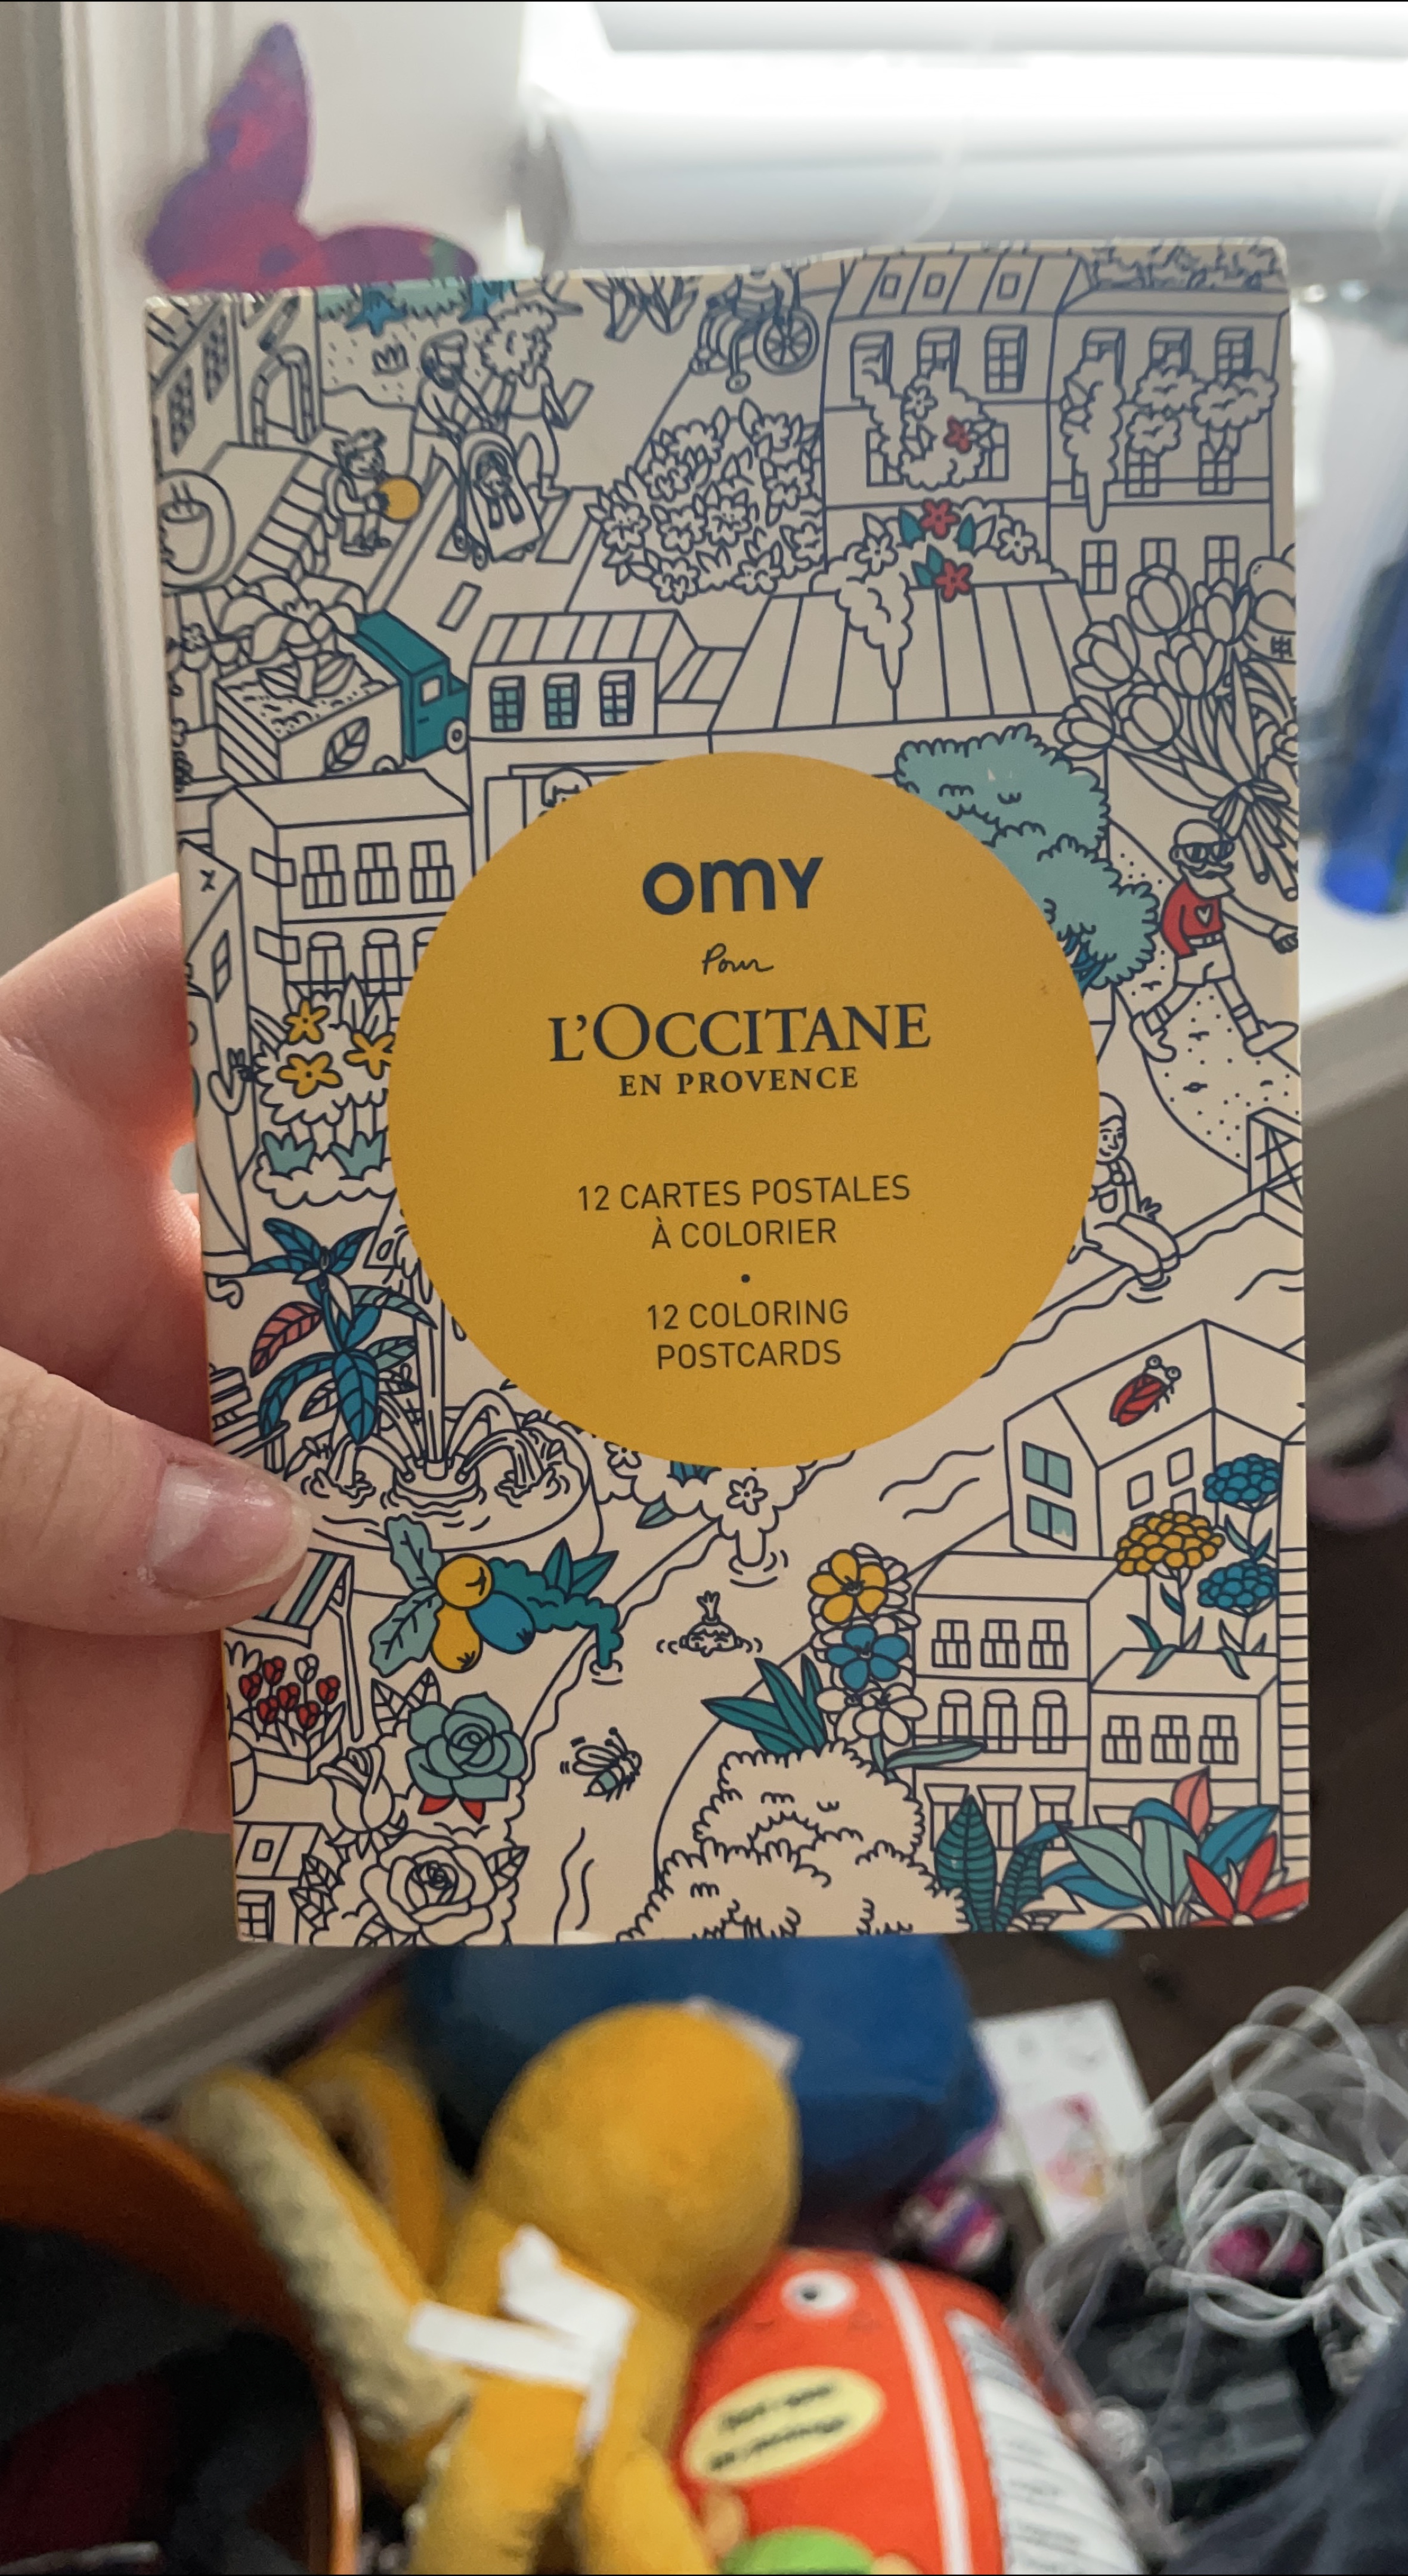 omy
Pour
L'OCCITANE
EN PROVENCE
12 CARTES POSTALES
À COLORIER
•
12 COLORING
POSTCARDS